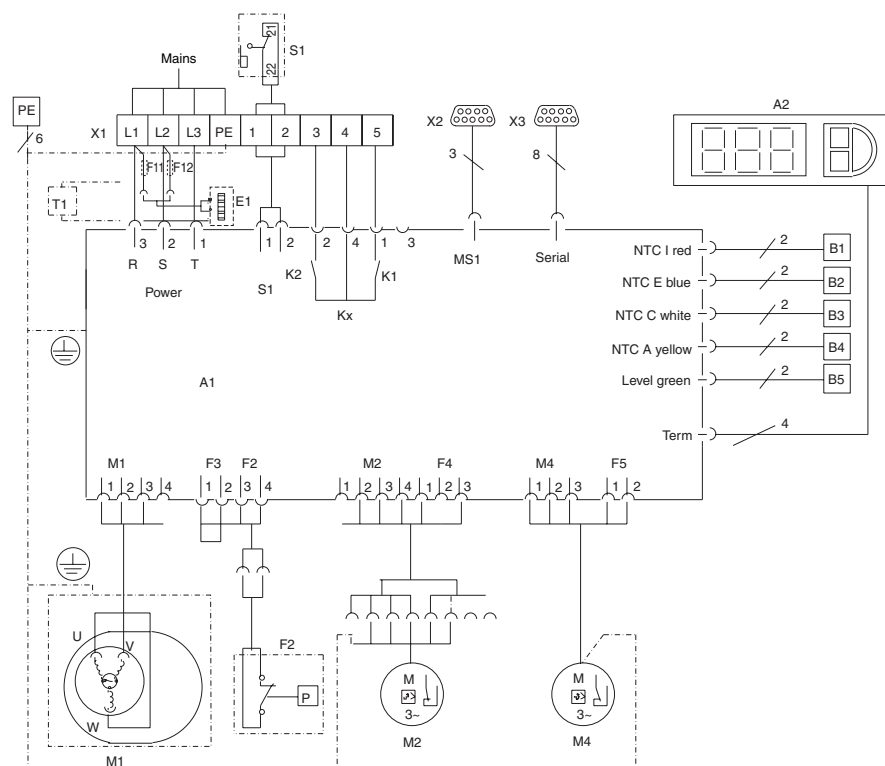 21
22
S1
Mains
PE
6
X1
L1 L2 L3 PE 1 2 3 4 5
X2
X3
3
8
A2
F11 F12
T1
E1
3 2 1
1 2
2 4 1 3
R S T
Power
S1
K2
K1
Kx
MS1
Serial
NTC I red 2 B1
NTC E blue 2 B2
NTC C white 2 B3
NTC A yellow 2 B4
Level green 2 B5
Term 4
A1
M1 F3 F2 M2 F4 M4 F5
1 2 3 4 1 2 3 4 1 2 3 4 1 2 3 1 2 3 1 2
U V
W
M1
F2
P
M
3~
M2
M
3~
M4